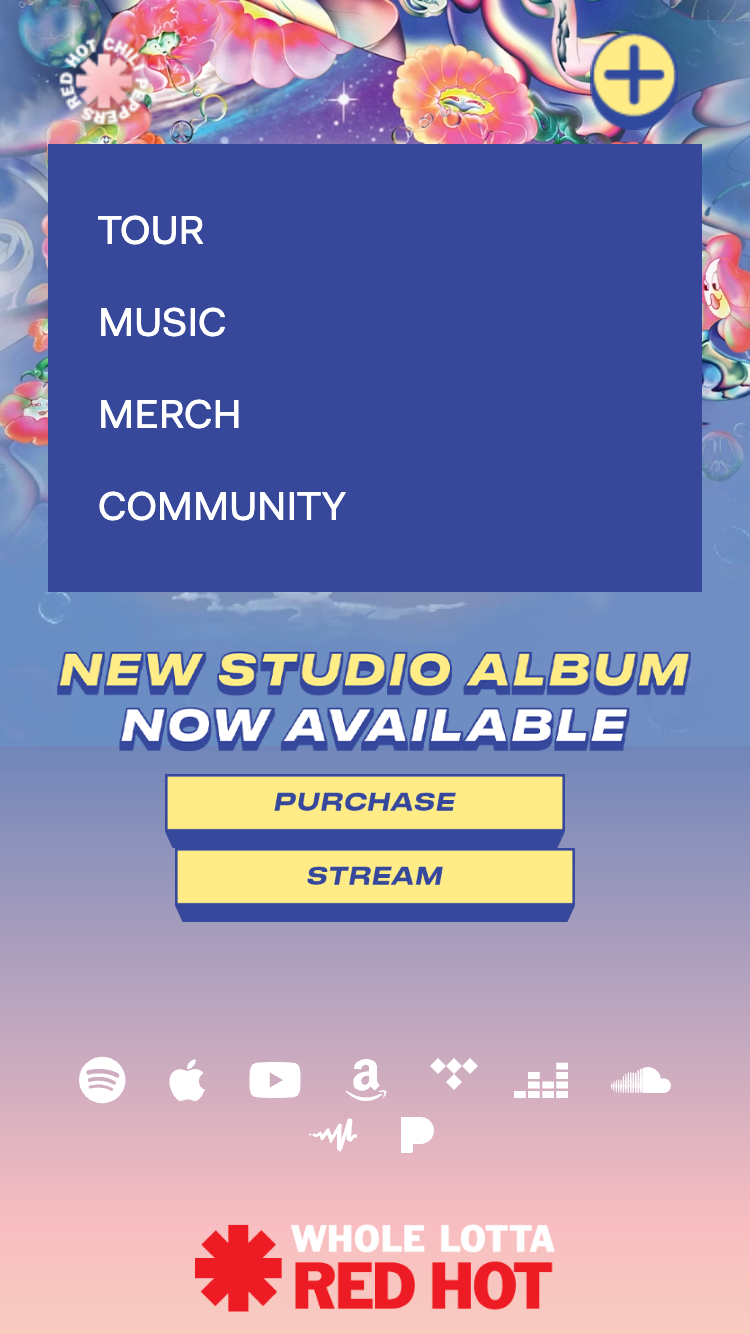 RED HOT CHILI PEPPERS
TOUR
MUSIC
MERCH
COMMUNITY
NEW STUDIO ALBUM
NOW AVAILABLE
PURCHASE
STREAM
a
WHOLE LOTTA
RED HOT